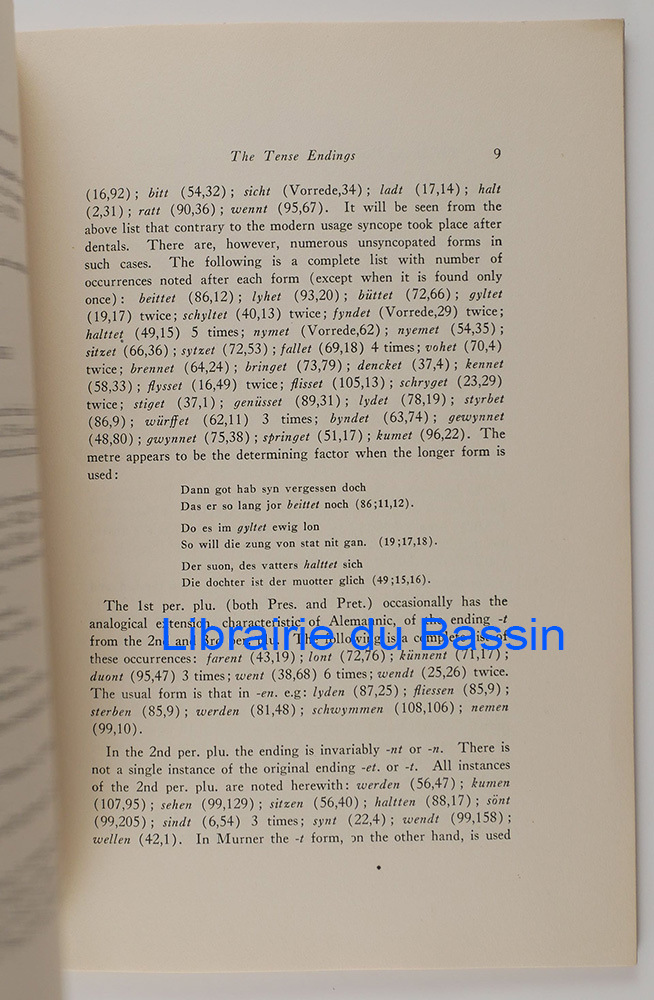 The Tense Endings 9
(16,92); bitt (54,32); sicht (Vorrede,34); ladt (17,14); halt
(2,31); ratt (90,36); wennt (95,67). It will be seen from the
above list that contrary to the modern usage syncope took place after
dentals. There are, however, numerous unsyncopated forms in
such cases. The following is a complete list with number of
occurrences noted after each form (except when it is found only
once): beittet (86,12); lyhet (93,20); büttet (72,66); gyltet
(19,17) twice; schyltet (40,13) twice; fyndet (Vorrede,29) twice;
halttet (49,15) 5 times; nymet (Vorrede,62); nyemet (54,35);
sitzet (66,36); sytzet (72,53); fallet (69,18) 4 times; vohet (70,4)
twice; brennet (64,24); bringet (73,79); dencket (37,4); kennet
(58,33); flysset (16,49) twice; flisset (105,13); schryget (23,29)
twice; stiget (37,1); genüsset (89,31); lydet (78,19); styrbet
(86,9); würffet (62,11) 3 times; byndet (63,74); gewynnet
(48,80); gwynnet (75,38); springet (51,17); kumet (96,22). The
metre appears to be the determining factor when the longer form is
used:
Dann got hab syn vergessen doch
Das er so lang jor beittet noch (86;11,12).
Do es im gyltet ewig lon
So will die zung von stat nit gan. (19;17,18).
Der suon, des vatters halttet sich
Die dochter ist der muotter glich (49;15,16).
The 1st per. plu. (both Pres. and Pret.) occasionally has the
analogical extension, characteristic of Alemannic, of the ending -t
from the 2nd and 3rd per. plu. The following is a complete list of
Librairie du Bassin
these occurrences: farent (43,19); lont (72,76); künnent (71,17);
duont (95,47) 3 times; went (38,68) 6 times; wendt (25,26) twice.
The usual form is that in -en. e.g: lyden (87,25); fliessen (85,9);
sterben (85,9); werden (81,48); schwymmen (108,106); nemen
(99,10).
In the 2nd per. plu. the ending is invariably -nt or -n. There is
not a single instance of the original ending -et. or -t. All instances
of the 2nd per. plu. are noted herewith: werden (56,47); kumen
(107,95); sehen (99,129); sitzen (56,40); haltten (88,17); sönt
(99,205); sindt (6,54) 3 times; synt (22,4); wendt (99,158);
wellen (42,1). In Murner the -t form, on the other hand, is used